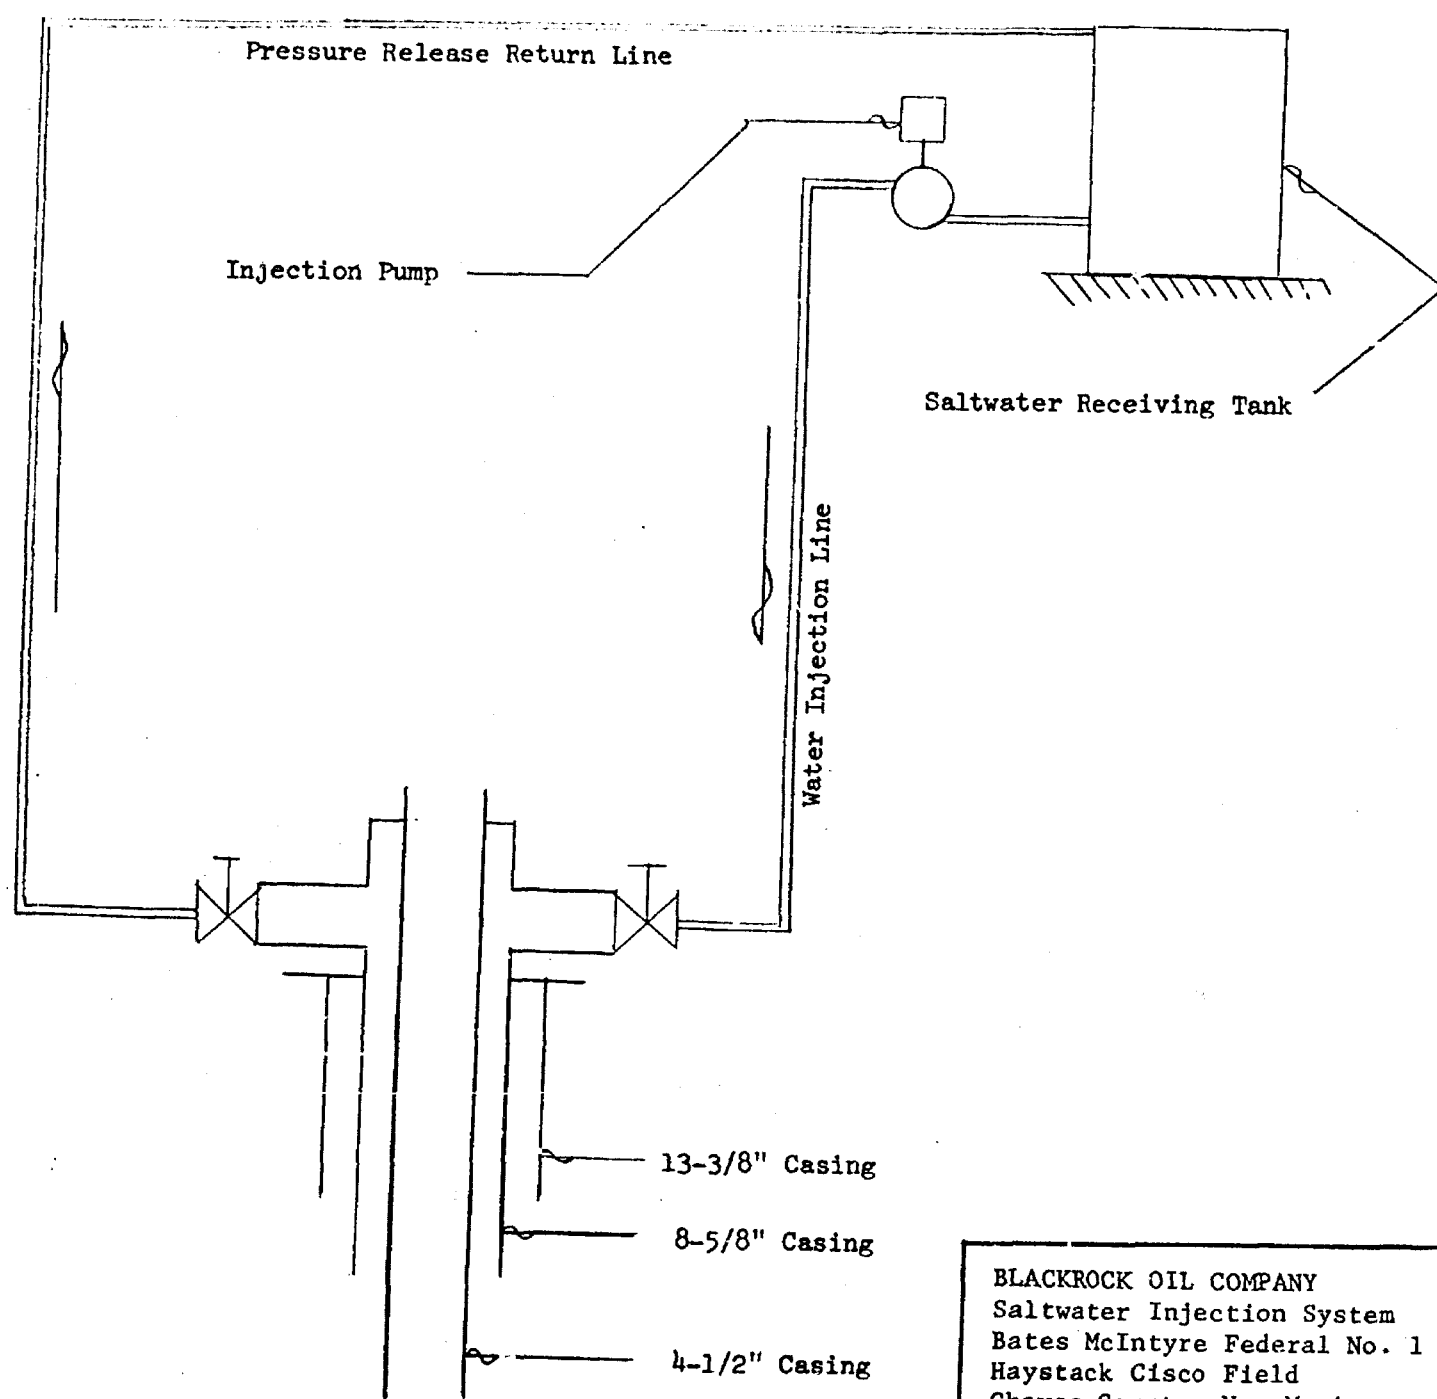 Pressure Release Return Line
Injection Pump
Saltwater Receiving Tank
Water Injection Line
13-3/8" Casing
8-5/8" Casing
4-1/2" Casing
BLACKROCK OIL COMPANY
Saltwater Injection System
Bates McIntyre Federal No. 1
Haystack Cisco Field